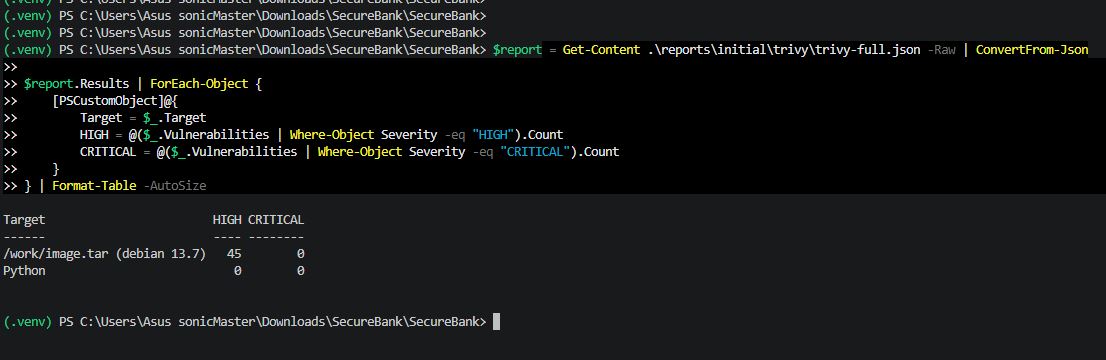 (.venv) PS C:\Users\Asus sonicMaster\Downloads\SecureBank\SecureBank>
(.venv) PS C:\Users\Asus sonicMaster\Downloads\SecureBank\SecureBank>
(.venv) PS C:\Users\Asus sonicMaster\Downloads\SecureBank\SecureBank>
(.venv) PS C:\Users\Asus sonicMaster\Downloads\SecureBank\SecureBank> $report = Get-Content .\reports\initial\trivy\trivy-full.json -Raw | ConvertFrom-Json
>>
>> $report.Results | ForEach-Object {
>>     [PSCustomObject]@{
>>         Target = $_.Target
>>         HIGH = @($_.Vulnerabilities | Where-Object Severity -eq "HIGH").Count
>>         CRITICAL = @($_.Vulnerabilities | Where-Object Severity -eq "CRITICAL").Count
>>     }
>> } | Format-Table -AutoSize
Target                       HIGH CRITICAL
------                       ---- --------
/work/image.tar (debian 13.7)   45        0
Python                          0        0
(.venv) PS C:\Users\Asus sonicMaster\Downloads\SecureBank\SecureBank>